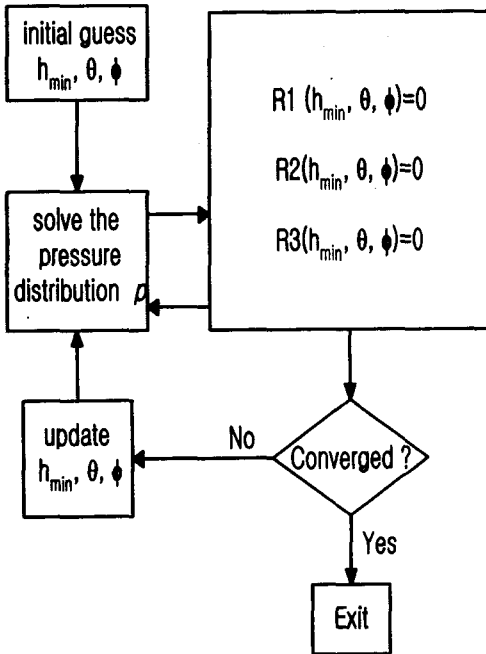 initial guess
h_min, θ, ϕ
R1 (h_min, θ, ϕ)=0
R2(h_min, θ, ϕ)=0
R3(h_min, θ, ϕ)=0
solve the
pressure
distribution p
update
h_min, θ, ϕ
No
Converged ?
Yes
Exit